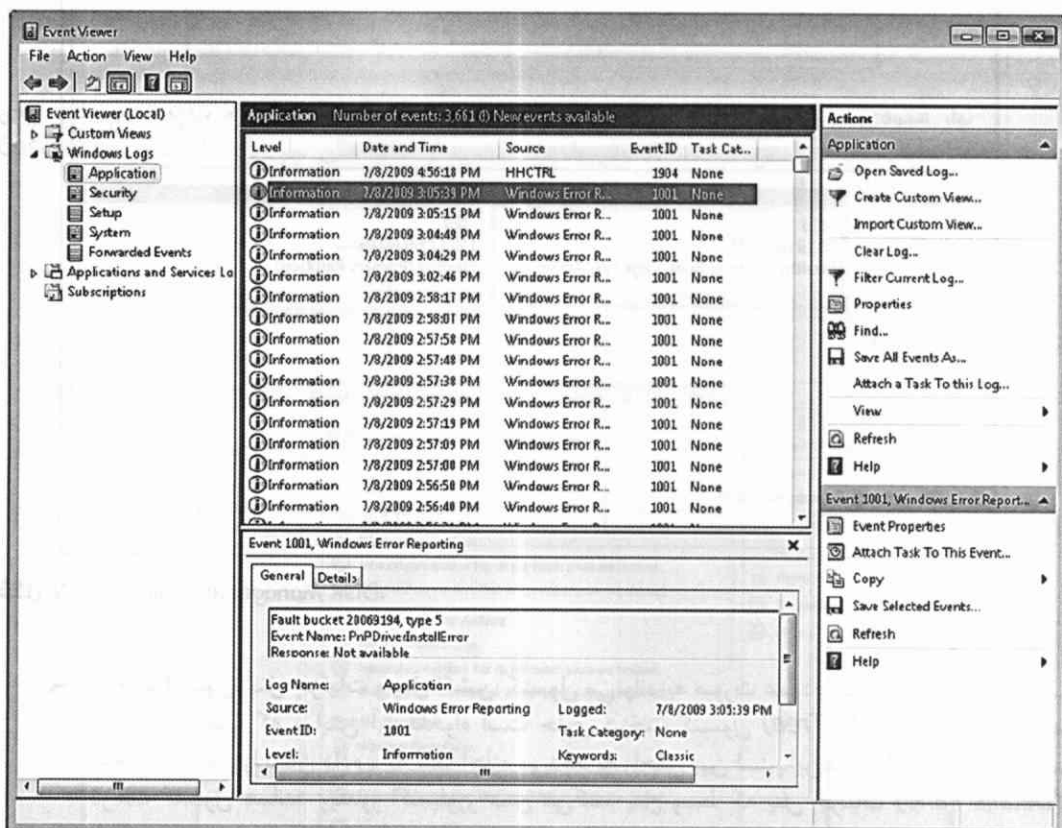 Event Viewer
File Action View Help
Event Viewer (Local)
Custom Views
Windows Logs
Application
Security
Setup
System
Forwarded Events
Applications and Services Lo
Subscriptions
Application Number of events: 3,661 (!) New events available
Level Date and Time Source Event ID Task Cat...
Information 7/8/2009 4:56:18 PM HHCTRL 1904 None
Information 7/8/2009 3:05:39 PM Windows Error R... 1001 None
Information 7/8/2009 3:05:15 PM Windows Error R... 1001 None
Information 7/8/2009 3:04:49 PM Windows Error R... 1001 None
Information 7/8/2009 3:04:29 PM Windows Error R... 1001 None
Information 7/8/2009 3:02:46 PM Windows Error R... 1001 None
Information 7/8/2009 2:58:17 PM Windows Error R... 1001 None
Information 7/8/2009 2:58:07 PM Windows Error R... 1001 None
Information 7/8/2009 2:57:58 PM Windows Error R... 1001 None
Information 7/8/2009 2:57:48 PM Windows Error R... 1001 None
Information 7/8/2009 2:57:38 PM Windows Error R... 1001 None
Information 7/8/2009 2:57:29 PM Windows Error R... 1001 None
Information 7/8/2009 2:57:19 PM Windows Error R... 1001 None
Information 7/8/2009 2:57:09 PM Windows Error R... 1001 None
Information 7/8/2009 2:57:00 PM Windows Error R... 1001 None
Information 7/8/2009 2:56:50 PM Windows Error R... 1001 None
Information 7/8/2009 2:56:40 PM Windows Error R... 1001 None
Event 1001, Windows Error Reporting
General Details
Fault bucket 20069194, type 5
Event Name: PnPDriverInstallError
Response: Not available
Log Name: Application
Source: Windows Error Reporting Logged: 7/8/2009 3:05:39 PM
Event ID: 1001 Task Category: None
Level: Information Keywords: Classic
Actions
Application
Open Saved Log...
Create Custom View...
Import Custom View...
Clear Log...
Filter Current Log...
Properties
Find...
Save All Events As...
Attach a Task To this Log...
View
Refresh
Help
Event 1001, Windows Error Report...
Event Properties
Attach Task To This Event...
Copy
Save Selected Events...
Refresh
Help